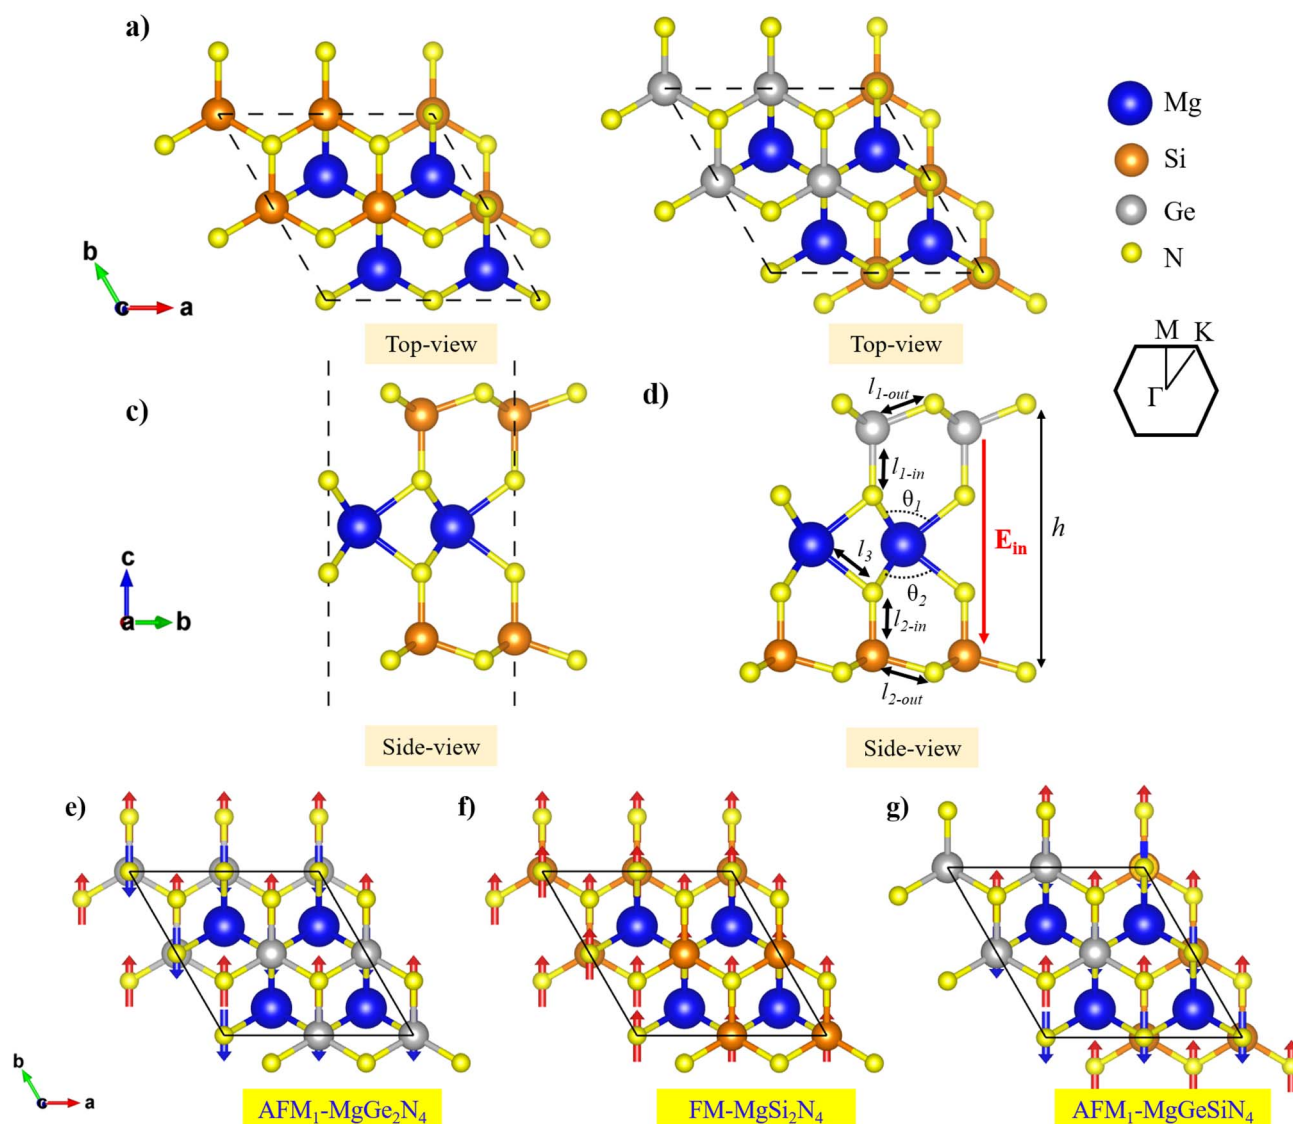 a)
Mg
Si
Ge
N
b
c
a
Top-view
Top-view
M
K
Γ
c)
d)
l1-out
l1-in
θ1
l3
Ein
h
θ2
l2-in
l2-out
c
a
b
Side-view
Side-view
e)
f)
g)
b
c
a
AFM1-MgGe2N4
FM-MgSi2N4
AFM1-MgGeSiN4